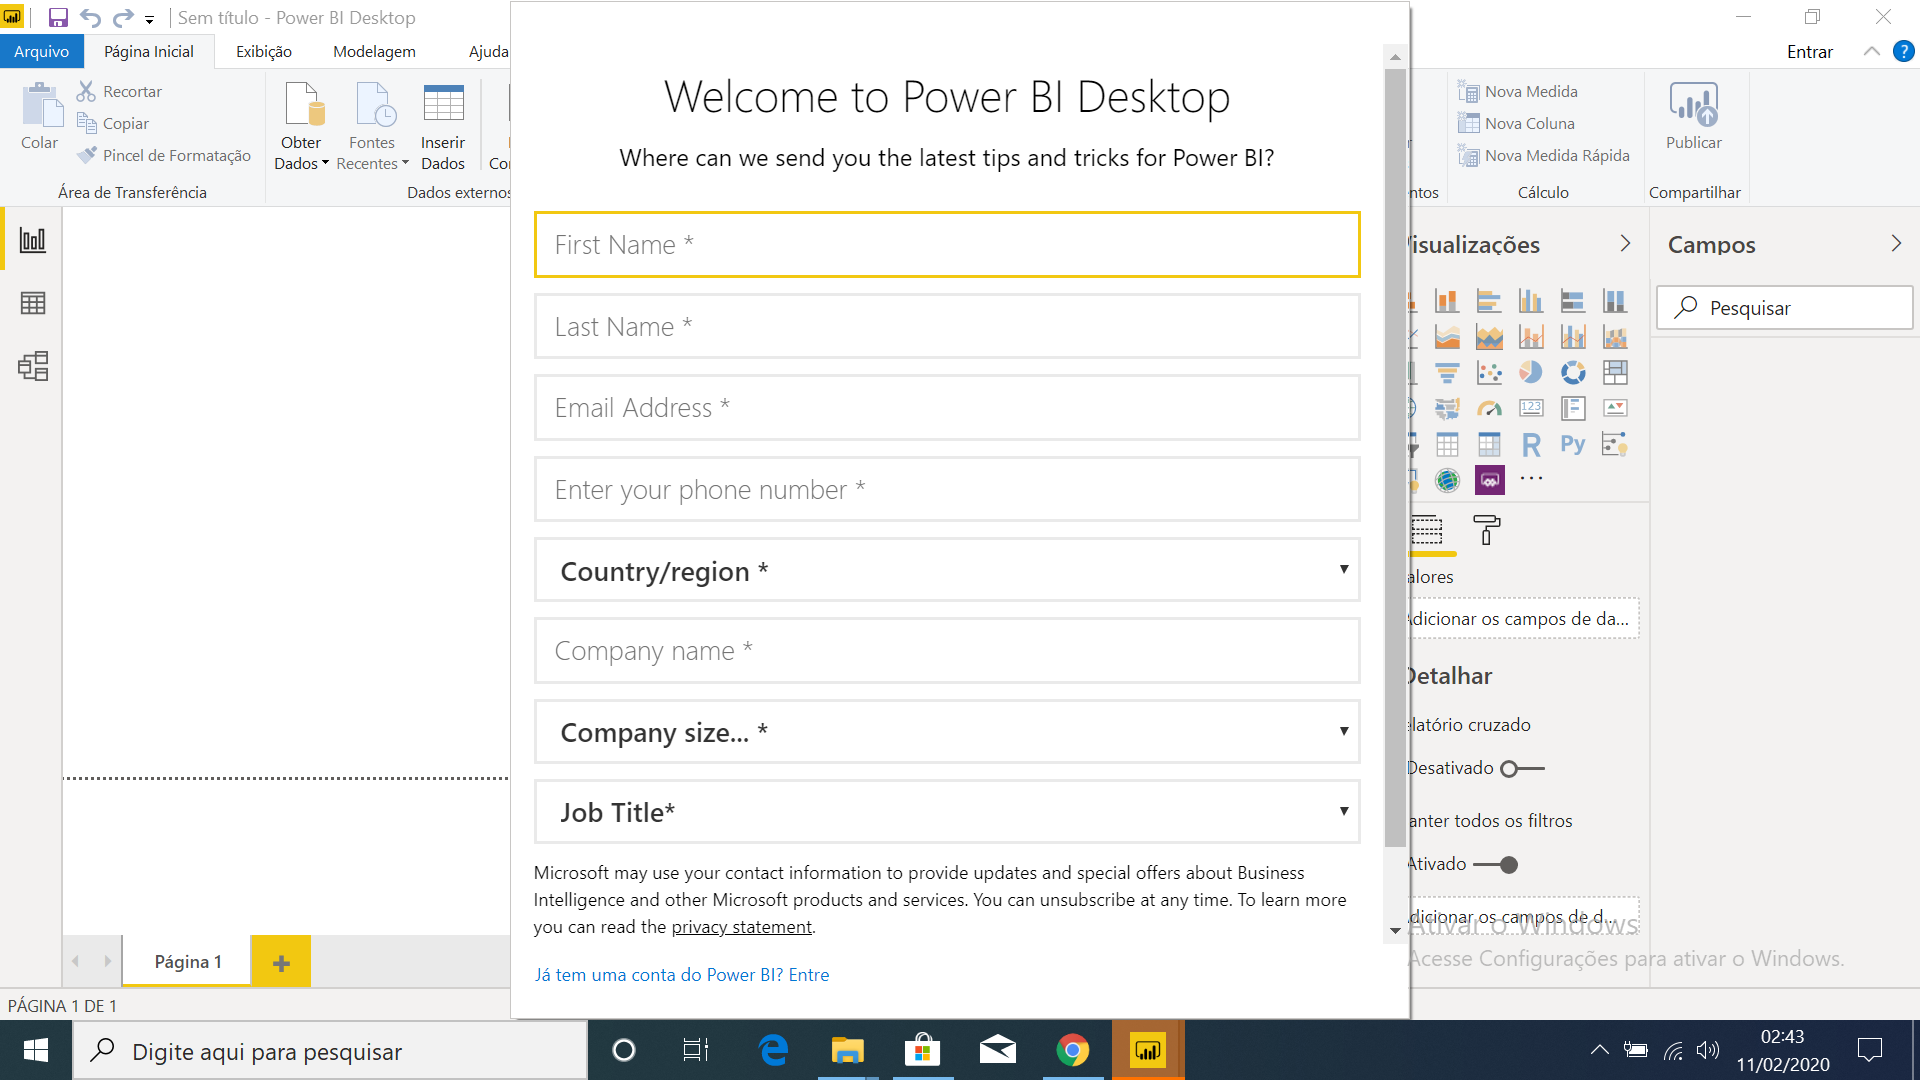 Sem título - Power BI Desktop
Arquivo
Página Inicial
Exibição
Modelagem
Ajuda
Entrar
?
Colar
Recortar
Copiar
Pincel de Formatação
Área de Transferência
Obter Dados
Fontes Recentes
Inserir Dados
Dados externos
Nova Medida
Nova Coluna
Nova Medida Rápida
Cálculo
Publicar
Compartilhar
Welcome to Power BI Desktop
Where can we send you the latest tips and tricks for Power BI?
First Name *
Last Name *
Email Address *
Enter your phone number *
Country/region *
Company name *
Company size... *
Job Title*
Microsoft may use your contact information to provide updates and special offers about Business
Intelligence and other Microsoft products and services. You can unsubscribe at any time. To learn more
you can read the privacy statement.
Já tem uma conta do Power BI? Entre
isualizações
Campos
Pesquisar
123
R
Py
alores
Adicionar os campos de da...
Detalhar
elatório cruzado
Desativado
anter todos os filtros
Ativado
Adicionar os campos de d...
Ativar o Windows
Acesse Configurações para ativar o Windows.
Página 1
PÁGINA 1 DE 1
Digite aqui para pesquisar
02:43
11/02/2020